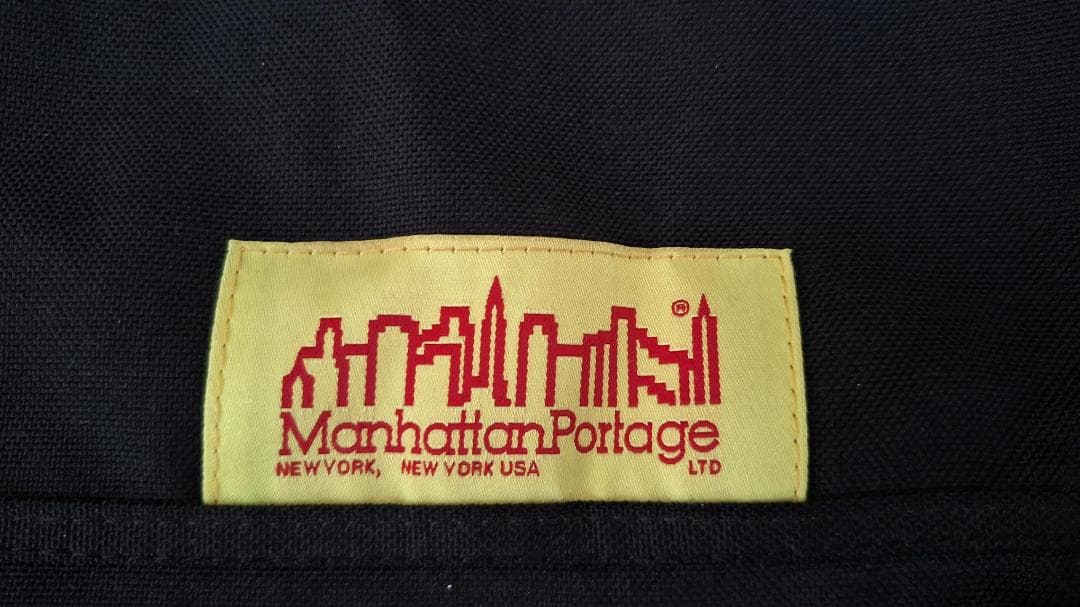 ®
ManhattanPortage
NEW YORK, NEW YORK USA LTD